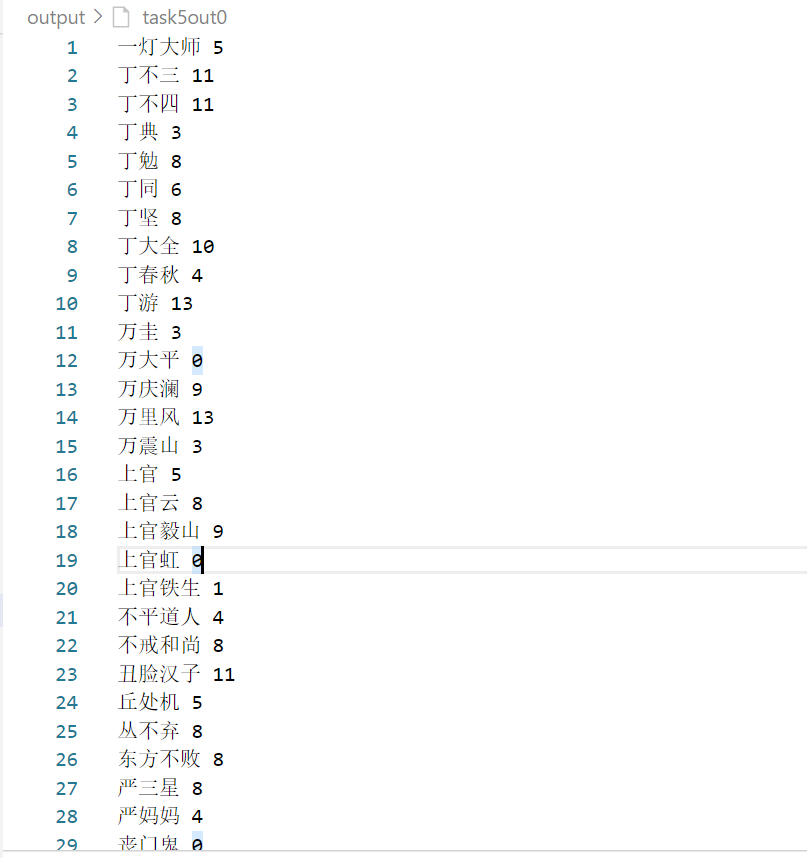 output > task5out0
1 一灯大师 5
2 丁不三 11
3 丁不四 11
4 丁典 3
5 丁勉 8
6 丁同 6
7 丁坚 8
8 丁大全 10
9 丁春秋 4
10 丁游 13
11 万圭 3
12 万大平 0
13 万庆澜 9
14 万里风 13
15 万震山 3
16 上官 5
17 上官云 8
18 上官毅山 9
19 上官虹 0
20 上官铁生 1
21 不平道人 4
22 不戒和尚 8
23 丑脸汉子 11
24 丘处机 5
25 丛不弃 8
26 东方不败 8
27 严三星 8
28 严妈妈 4
29 丧门鬼 0